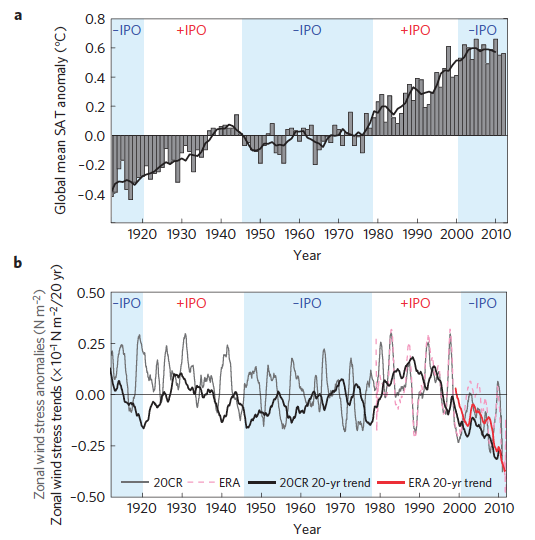 a
0.8
0.6
0.4
0.2
0.0
−0.2
−0.4
Global mean SAT anomaly (°C)
−IPO
+IPO
−IPO
+IPO
−IPO
1920 1930 1940 1950 1960 1970 1980 1990 2000 2010
Year
b
0.50
0.25
0.00
−0.25
−0.50
Zonal wind stress anomalies (N m−2)
Zonal wind stress trends (× 10−1 N m−2/20 yr)
−IPO
+IPO
−IPO
+IPO
−IPO
20CR ERA 20CR 20-yr trend ERA 20-yr trend
1920 1930 1940 1950 1960 1970 1980 1990 2000 2010
Year